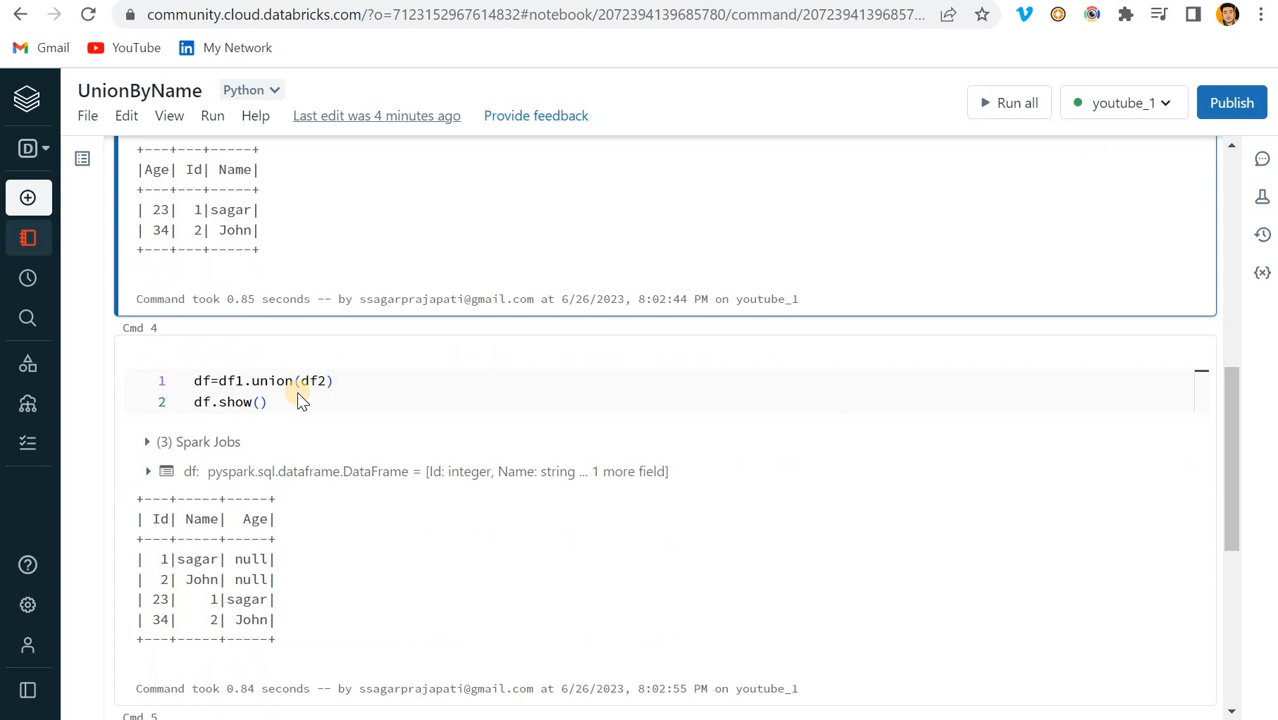 community.cloud.databricks.com/?o=7123152967614832#notebook/2072394139685780/command/20723941396857...
Gmail YouTube My Network
UnionByName Python
File Edit View Run Help Last edit was 4 minutes ago Provide feedback
Run all youtube_1 Publish
D
+---+---+-----+
|Age| Id| Name|
+---+---+-----+
| 23|  1|sagar|
| 34|  2| John|
+---+---+-----+
Command took 0.85 seconds -- by ssagarprajapati@gmail.com at 6/26/2023, 8:02:44 PM on youtube_1
Cmd 4
1 df=df1.union(df2)
2 df.show()
(3) Spark Jobs
df: pyspark.sql.dataframe.DataFrame = [Id: integer, Name: string ... 1 more field]
+---+-----+-----+
| Id| Name|  Age|
+---+-----+-----+
|  1|sagar| null|
|  2| John| null|
| 23|    1|sagar|
| 34|    2| John|
+---+-----+-----+
Command took 0.84 seconds -- by ssagarprajapati@gmail.com at 6/26/2023, 8:02:55 PM on youtube_1
Cmd 5